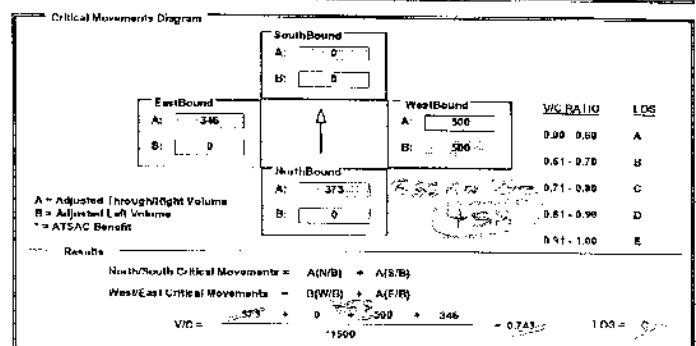 Critical Movements Diagram
SouthBound
A: 0
B: 0
EastBound
A: 346
B: 0
WestBound
A: 500
B: 500
NorthBound
A: 373
B: 0
V/C RATIO LOS
0.00 - 0.60 A
0.61 - 0.70 B
0.71 - 0.80 C
0.81 - 0.90 D
0.91 - 1.00 E
A = Adjusted Through/Right Volume
B = Adjusted Left Volume
* = ATSAC Benefit
Results
North/South Critical Movements = A(N/B) + A(S/B)
West/East Critical Movements = B(W/B) + A(E/B)
V/C = 373 + 0 + 500 + 346 = 0.743 LOS =
*1500